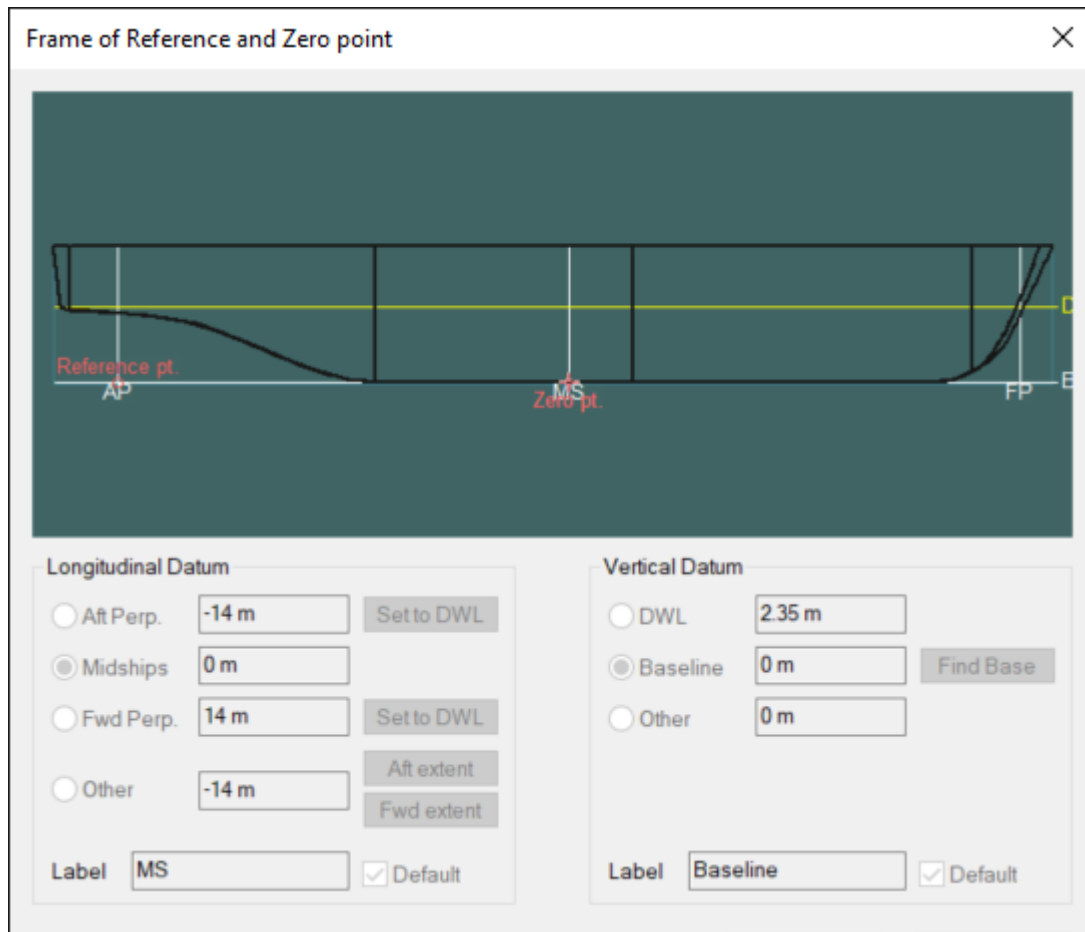 Frame of Reference and Zero point
D
Reference pt.
AP
MS
Zero pt.
FP
Longitudinal Datum
Aft Perp. -14 m Set to DWL
Midships 0 m
Fwd Perp. 14 m Set to DWL
Other -14 m Aft extent
Fwd extent
Label MS Default
Vertical Datum
DWL 2.35 m
Baseline 0 m Find Base
Other 0 m
Label Baseline Default